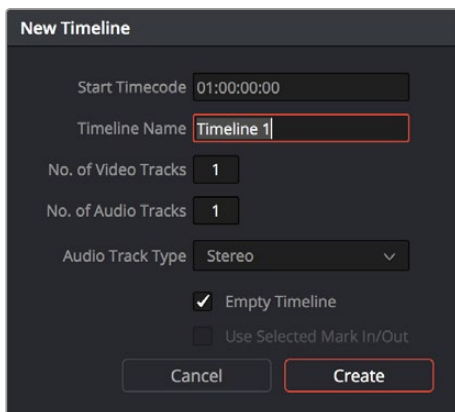 New Timeline
Start Timecode 01:00:00:00
Timeline Name Timeline 1
No. of Video Tracks 1
No. of Audio Tracks 1
Audio Track Type Stereo
Empty Timeline
Use Selected Mark In/Out
Cancel Create